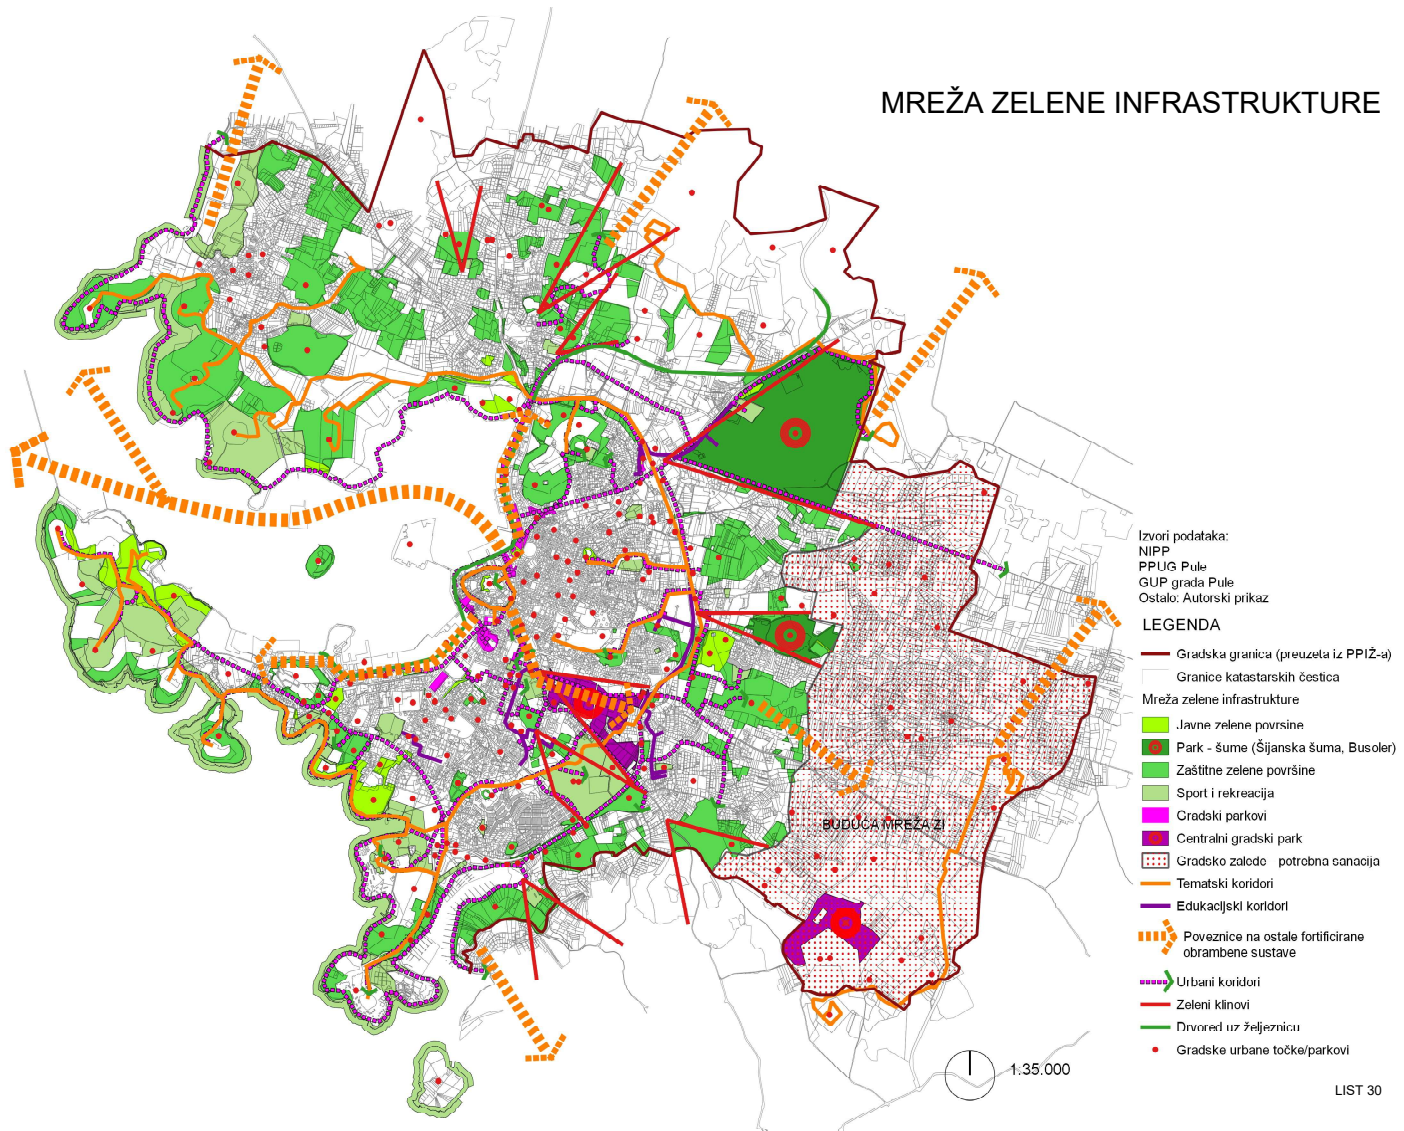 MREŽA ZELENE INFRASTRUKTURE
Izvori podataka:
NIPP
PPUG Pule
GUP grada Pule
Ostalo: Autorski prikaz
LEGENDA
Gradska granica (preuzeta iz PPIŽ-a)
Granice katastarskih čestica
Mreža zelene infrastrukture
Javne zelene površine
Park - šume (Šijanska šuma, Busoler)
Zaštitne zelene površine
Sport i rekreacija
Gradski parkovi
Centralni gradski park
Gradsko zaleđe - potrebna sanacija
Tematski koridori
Edukacijski koridori
Poveznice na ostale fortificirane
obrambene sustave
Urbani koridori
Zeleni klinovi
Drvored uz željeznicu
Gradske urbane točke/parkovi
BUDUĆA MREŽA ZI
1:35.000
LIST 30